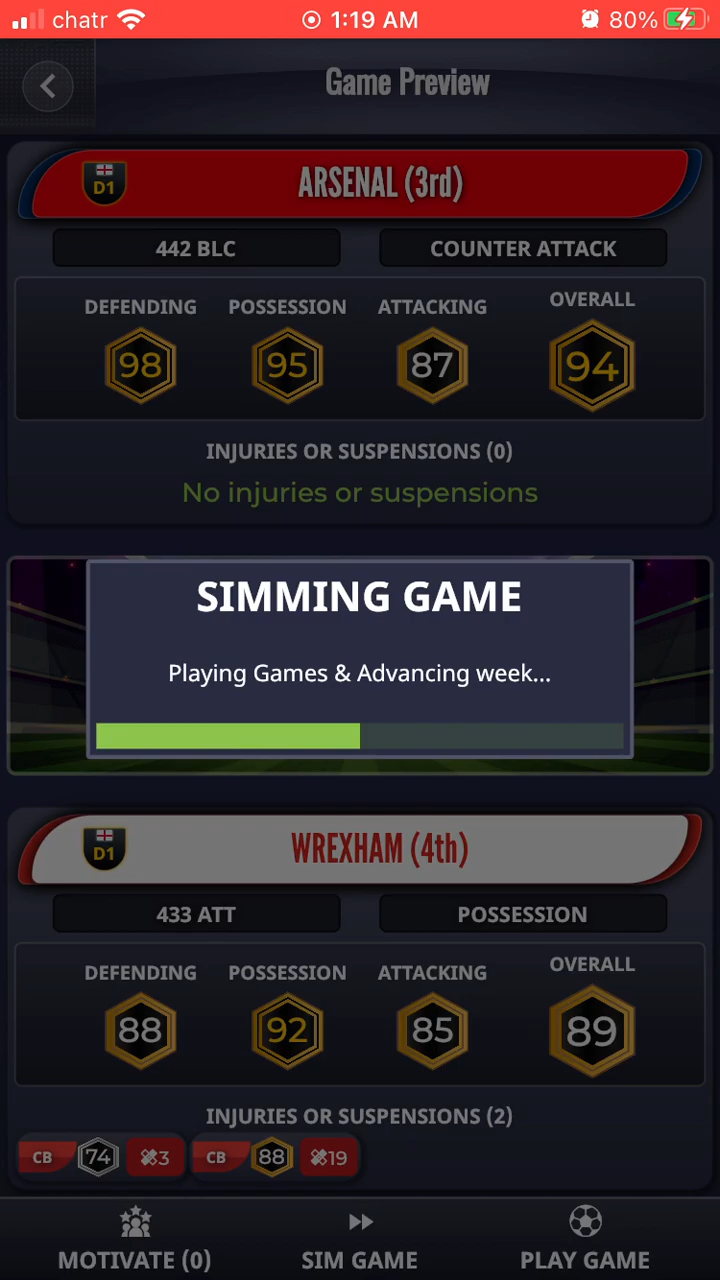 chatr 1:19 AM 80%
Game Preview
D1 ARSENAL (3rd)
442 BLC COUNTER ATTACK
DEFENDING POSSESSION ATTACKING OVERALL
98 95 87 94
INJURIES OR SUSPENSIONS (0)
No injuries or suspensions
SIMMING GAME
Playing Games & Advancing week...
D1 WREXHAM (4th)
433 ATT POSSESSION
DEFENDING POSSESSION ATTACKING OVERALL
88 92 85 89
INJURIES OR SUSPENSIONS (2)
CB 74 3 CB 88 19
MOTIVATE (0) SIM GAME PLAY GAME